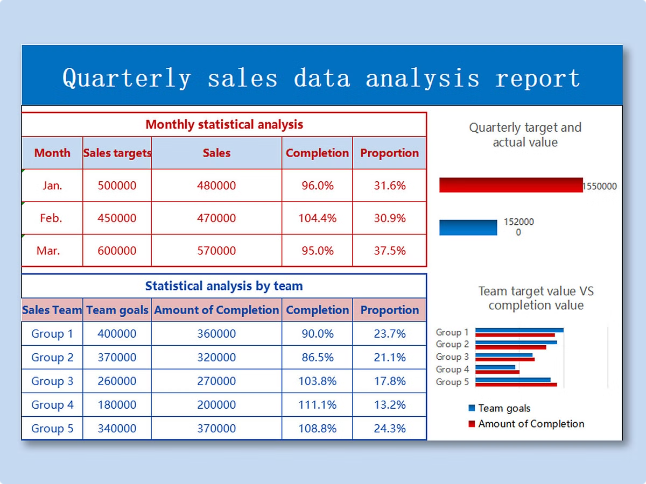 Quarterly sales data analysis report
Monthly statistical analysis
Month Sales targets Sales Completion Proportion
Jan. 500000 480000 96.0% 31.6%
Feb. 450000 470000 104.4% 30.9%
Mar. 600000 570000 95.0% 37.5%
Statistical analysis by team
Sales Team Team goals Amount of Completion Completion Proportion
Group 1 400000 360000 90.0% 23.7%
Group 2 370000 320000 86.5% 21.1%
Group 3 260000 270000 103.8% 17.8%
Group 4 180000 200000 111.1% 13.2%
Group 5 340000 370000 108.8% 24.3%
Quarterly target and
actual value
1550000
152000
0
Team target value VS
completion value
Group 1
Group 2
Group 3
Group 4
Group 5
Team goals
Amount of Completion